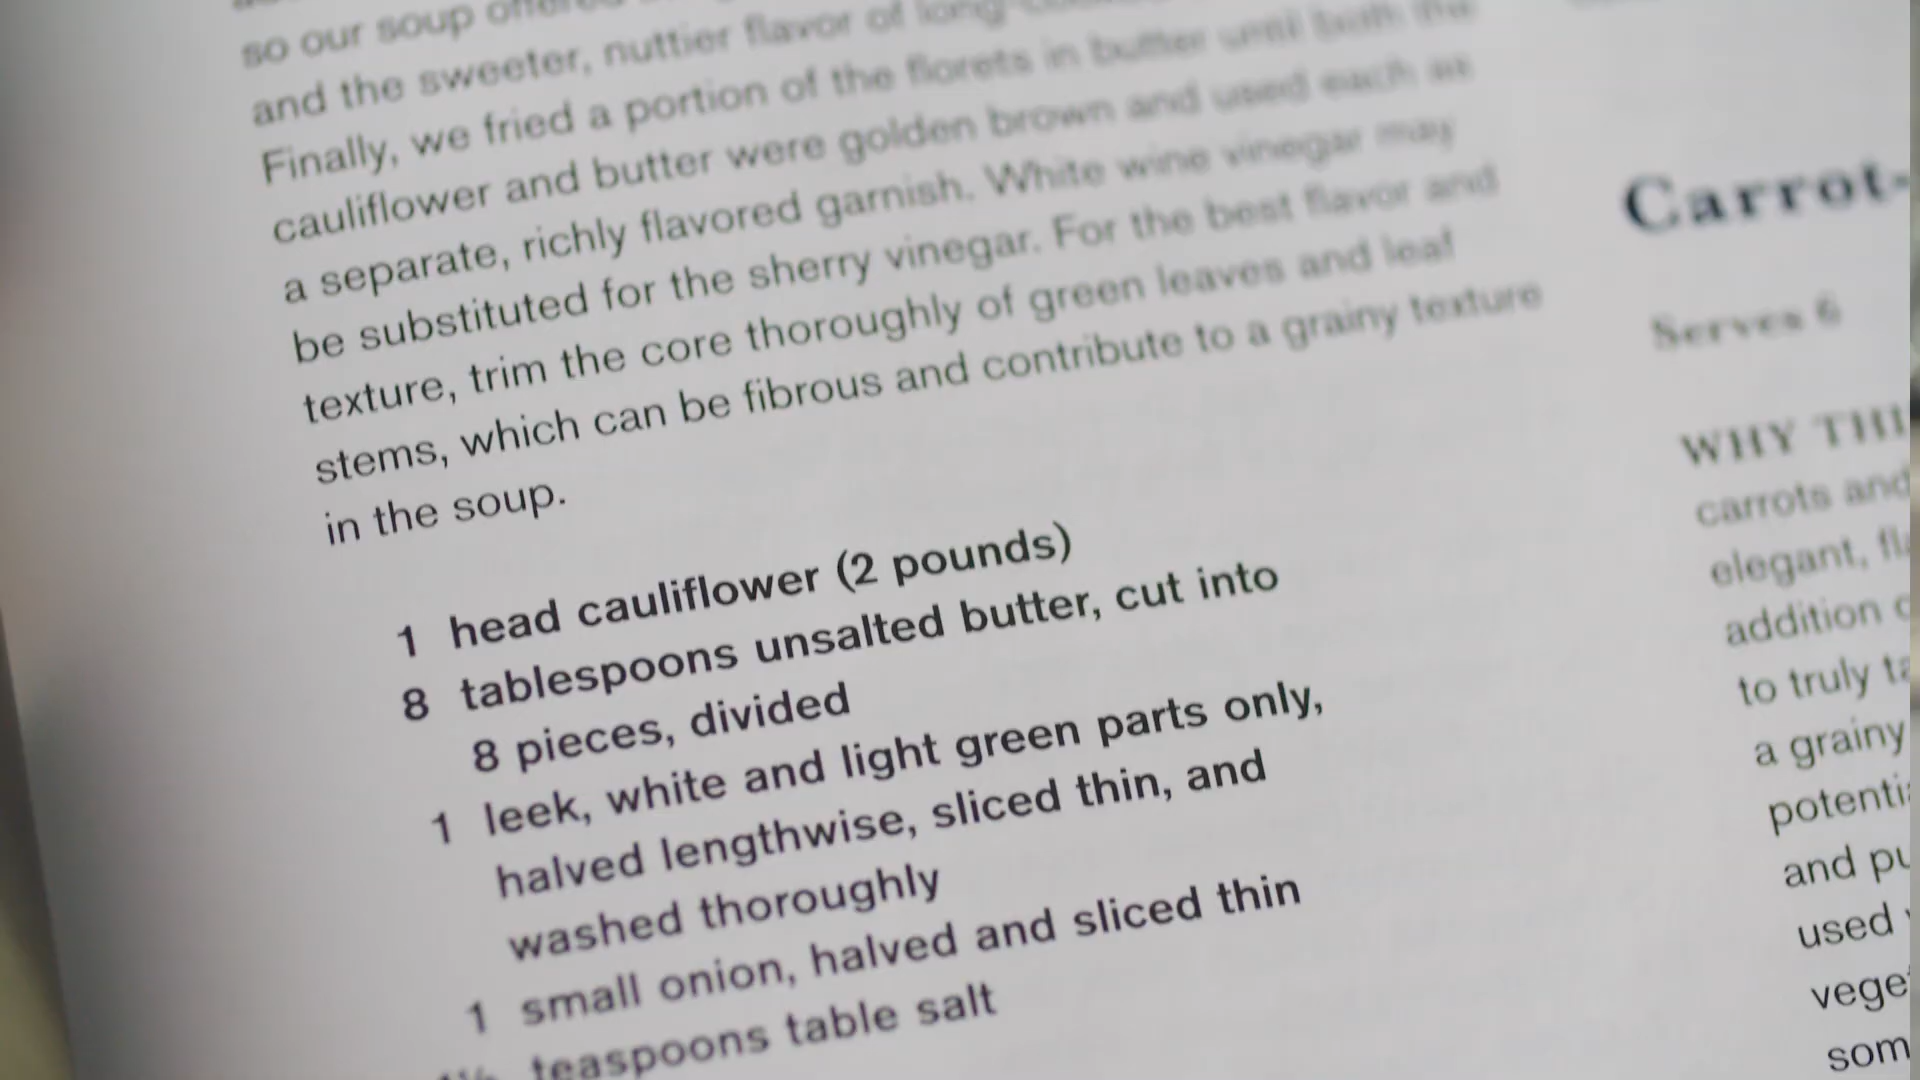 so our soup offered
and the sweeter, nuttier flavor of long-
Finally, we fried a portion of the florets in butter until both the
cauliflower and butter were golden brown and used each as
a separate, richly flavored garnish. White wine vinegar may
be substituted for the sherry vinegar. For the best flavor and
texture, trim the core thoroughly of green leaves and leaf
stems, which can be fibrous and contribute to a grainy texture
in the soup.
1 head cauliflower (2 pounds)
8 tablespoons unsalted butter, cut into
8 pieces, divided
1 leek, white and light green parts only,
halved lengthwise, sliced thin, and
washed thoroughly
1 small onion, halved and sliced thin
teaspoons table salt
Carrot-
Serves 6
WHY THI
carrots and
elegant, fl
addition
to truly ta
a grainy
potenti
and pu
used
vege
som